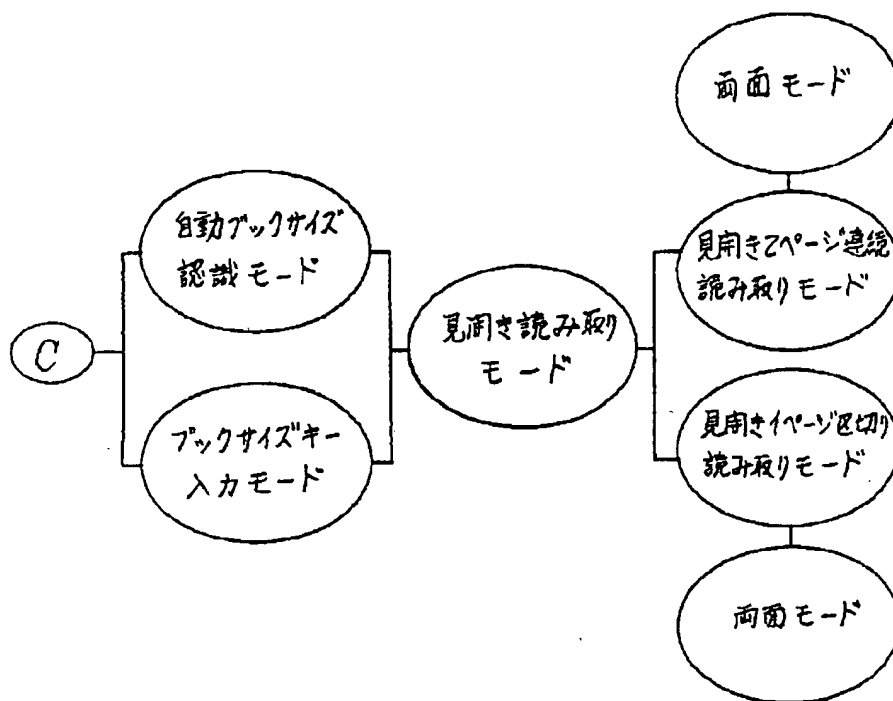 両面モード
自動ブックサイズ
認識モード
見開き2ページ連続
読み取りモード
C
見開き読み取り
モード
ブックサイズキー
入力モード
見開き1ページ区切り
読み取りモード
両面モード